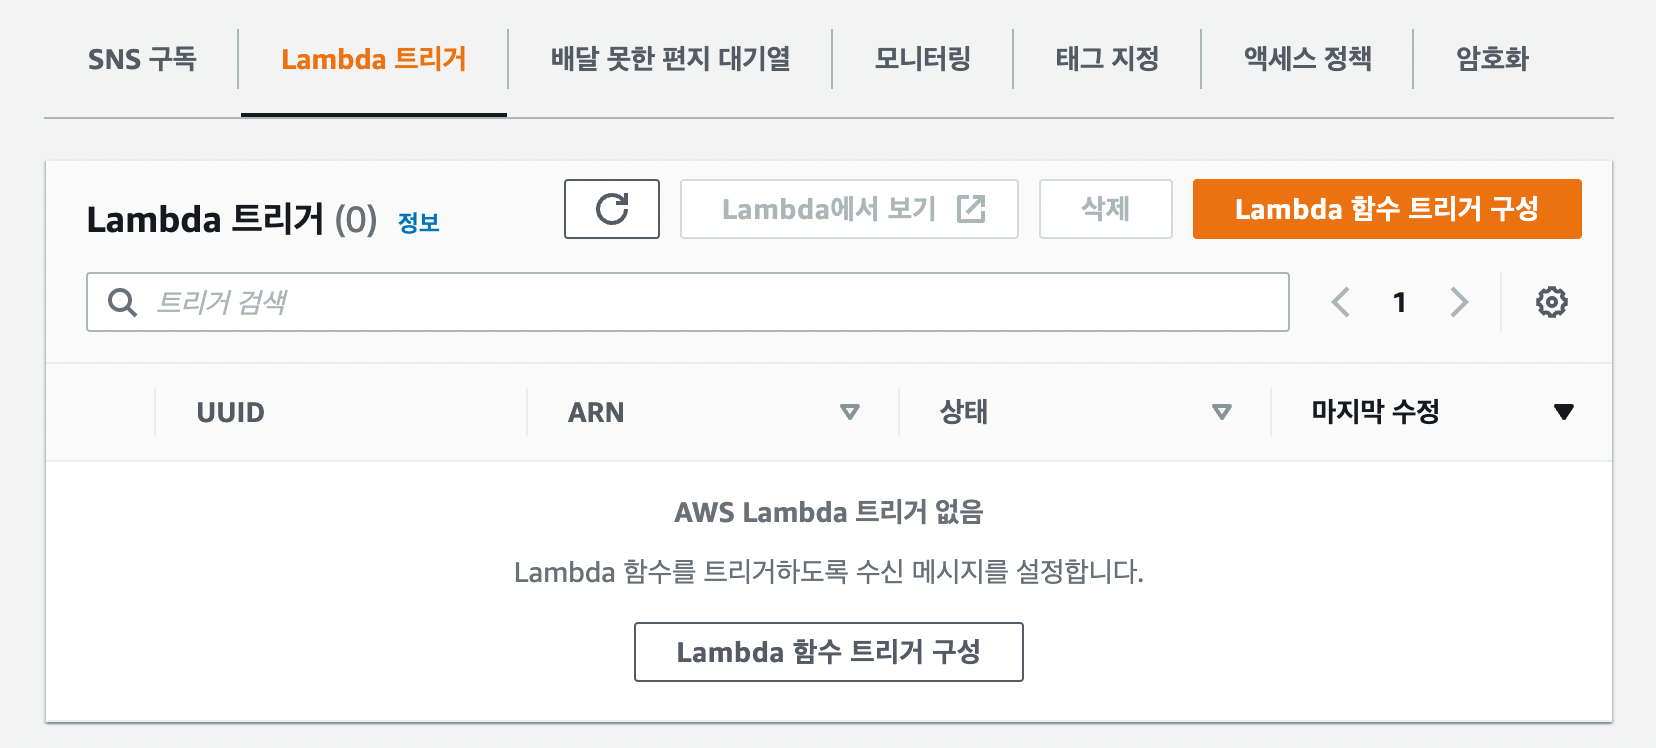 SNS 구독 Lambda 트리거 배달 못한 편지 대기열 모니터링 태그 지정 액세스 정책 암호화
Lambda 트리거 (0) 정보 Lambda에서 보기 삭제 Lambda 함수 트리거 구성
트리거 검색 1
UUID ARN 상태 마지막 수정
AWS Lambda 트리거 없음
Lambda 함수를 트리거하도록 수신 메시지를 설정합니다.
Lambda 함수 트리거 구성